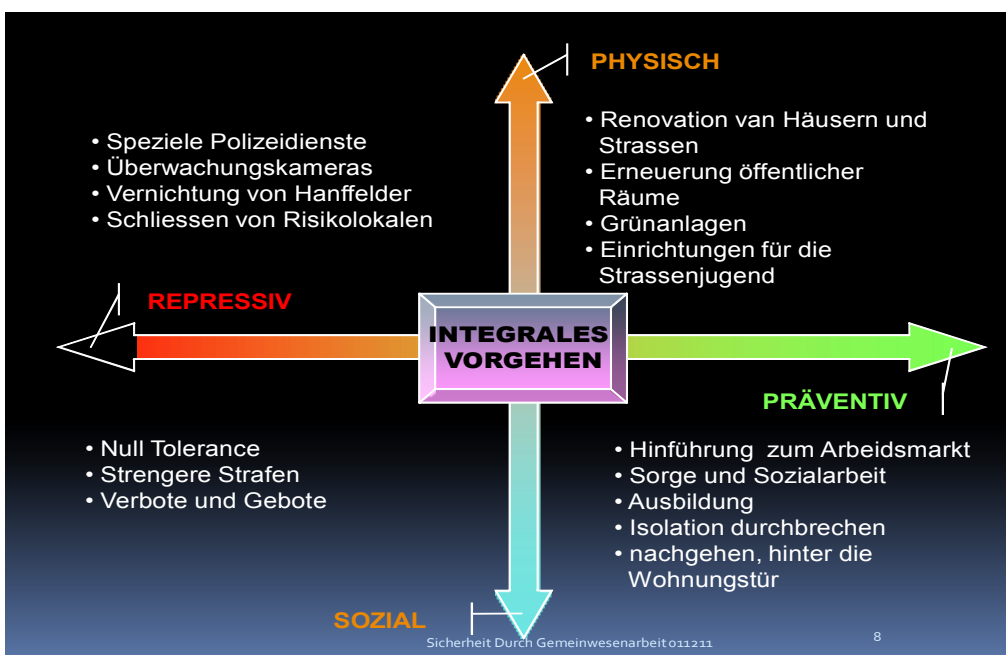 PHYSISCH
• Speziele Polizeidienste
• Überwachungskameras
• Vernichtung von Hanffelder
• Schliessen von Risikolokalen
• Renovation van Häusern und
Strassen
• Erneuerung öffentlicher
Räume
• Grünanlagen
• Einrichtungen für die
Strassenjugend
REPRESSIV
INTEGRALES
VORGEHEN
PRÄVENTIV
• Null Tolerance
• Strengere Strafen
• Verbote und Gebote
• Hinführung zum Arbeidsmarkt
• Sorge und Sozialarbeit
• Ausbildung
• Isolation durchbrechen
• nachgehen, hinter die
Wohnungstür
SOZIAL
Sicherheit Durch Gemeinwesenarbeit 011211
8